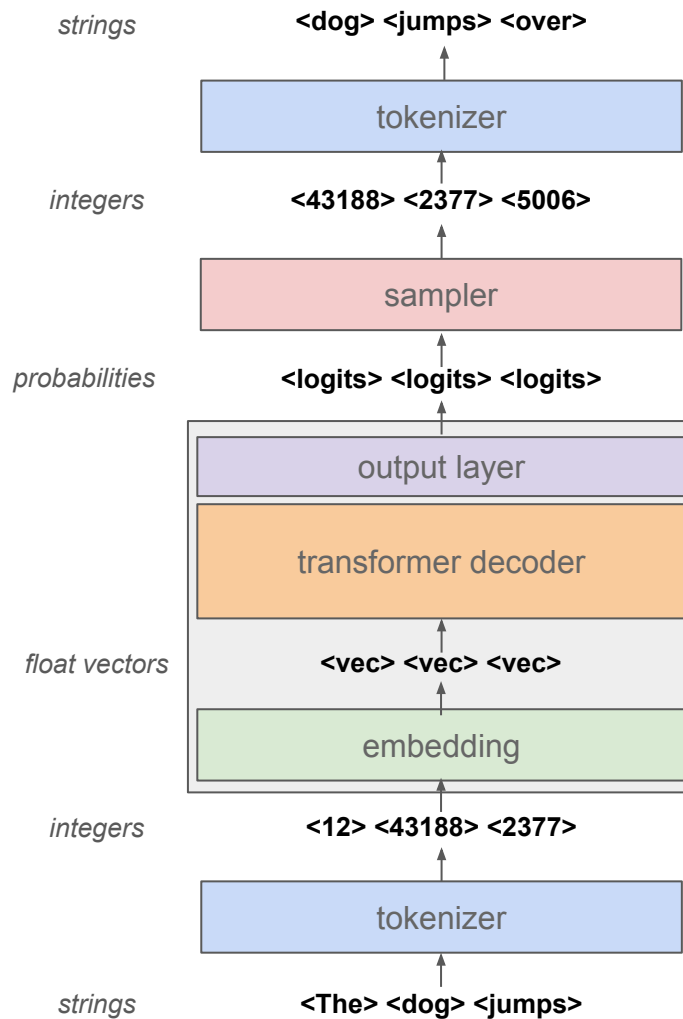 strings <dog> <jumps> <over>
tokenizer
integers <43188> <2377> <5006>
sampler
probabilities <logits> <logits> <logits>
output layer
transformer decoder
float vectors <vec> <vec> <vec>
embedding
integers <12> <43188> <2377>
tokenizer
strings <The> <dog> <jumps>